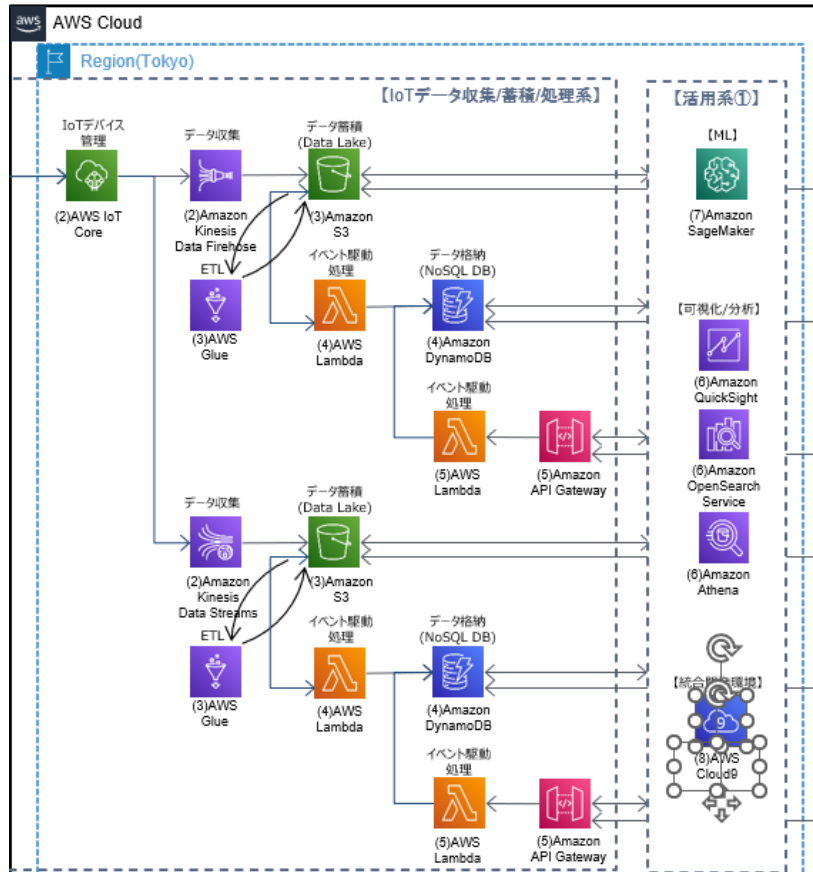 aws
AWS Cloud
Region(Tokyo)
【IoTデータ収集/蓄積/処理系】
【活用系①】
IoTデバイス
管理
(2)AWS IoT
Core
データ収集
(2)Amazon
Kinesis
Data Firehose
データ蓄積
(Data Lake)
(3)Amazon
S3
ETL
(3)AWS
Glue
イベント駆動
処理
(4)AWS
Lambda
データ格納
(NoSQL DB)
(4)Amazon
DynamoDB
イベント駆動
処理
(5)AWS
Lambda
(5)Amazon
API Gateway
データ収集
(2)Amazon
Kinesis
Data Streams
データ蓄積
(Data Lake)
(3)Amazon
S3
ETL
(3)AWS
Glue
イベント駆動
処理
(4)AWS
Lambda
データ格納
(NoSQL DB)
(4)Amazon
DynamoDB
イベント駆動
処理
(5)AWS
Lambda
(5)Amazon
API Gateway
【ML】
(7)Amazon
SageMaker
【可視化/分析】
(6)Amazon
QuickSight
(6)Amazon
OpenSearch
Service
(6)Amazon
Athena
【統合開発環境】
9
(8)AWS
Cloud9